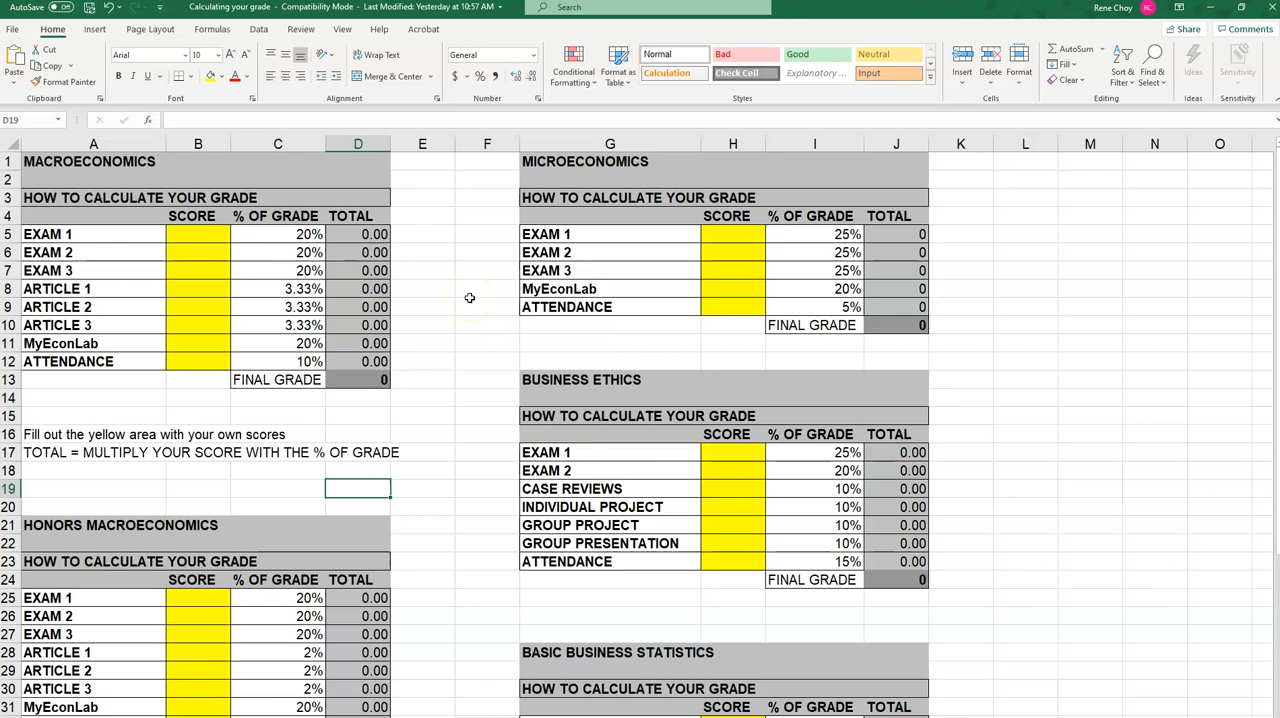 AutoSave Off Calculating your grade - Compatibility Mode - Last Modified: Yesterday at 10:57 AM Search Rene Choy RC
File Home Insert Page Layout Formulas Data Review View Help Acrobat Share Comments
Cut Arial 10 Wrap Text General Normal Bad Good Neutral AutoSum
Copy Fill
Format Painter Merge & Center Calculation Check Cell Explanatory ... Input Clear
Paste Conditional Formatting Format as Table Insert Delete Format Sort & Filter Find & Select Ideas Sensitivity
Clipboard Font Alignment Number Styles Cells Editing Ideas Sensitivity
D19 fx
A B C D E F G H I J K L M N O
1 MACROECONOMICS MICROECONOMICS
2
3 HOW TO CALCULATE YOUR GRADE HOW TO CALCULATE YOUR GRADE
4 SCORE % OF GRADE TOTAL SCORE % OF GRADE TOTAL
5 EXAM 1 20% 0.00 EXAM 1 25% 0
6 EXAM 2 20% 0.00 EXAM 2 25% 0
7 EXAM 3 20% 0.00 EXAM 3 25% 0
8 ARTICLE 1 3.33% 0.00 MyEconLab 20% 0
9 ARTICLE 2 3.33% 0.00 ATTENDANCE 5% 0
10 ARTICLE 3 3.33% 0.00 FINAL GRADE 0
11 MyEconLab 20% 0.00
12 ATTENDANCE 10% 0.00
13 FINAL GRADE 0 BUSINESS ETHICS
14
15 HOW TO CALCULATE YOUR GRADE
16 Fill out the yellow area with your own scores SCORE % OF GRADE TOTAL
17 TOTAL = MULTIPLY YOUR SCORE WITH THE % OF GRADE EXAM 1 25% 0.00
18 EXAM 2 20% 0.00
19 CASE REVIEWS 10% 0.00
20 INDIVIDUAL PROJECT 10% 0.00
21 HONORS MACROECONOMICS GROUP PROJECT 10% 0.00
22 GROUP PRESENTATION 10% 0.00
23 HOW TO CALCULATE YOUR GRADE ATTENDANCE 15% 0.00
24 SCORE % OF GRADE TOTAL FINAL GRADE 0
25 EXAM 1 20% 0.00
26 EXAM 2 20% 0.00
27 EXAM 3 20% 0.00
28 ARTICLE 1 2% 0.00 BASIC BUSINESS STATISTICS
29 ARTICLE 2 2% 0.00
30 ARTICLE 3 2% 0.00 HOW TO CALCULATE YOUR GRADE
31 MyEconLab 20% 0.00 SCORE % OF GRADE TOTAL